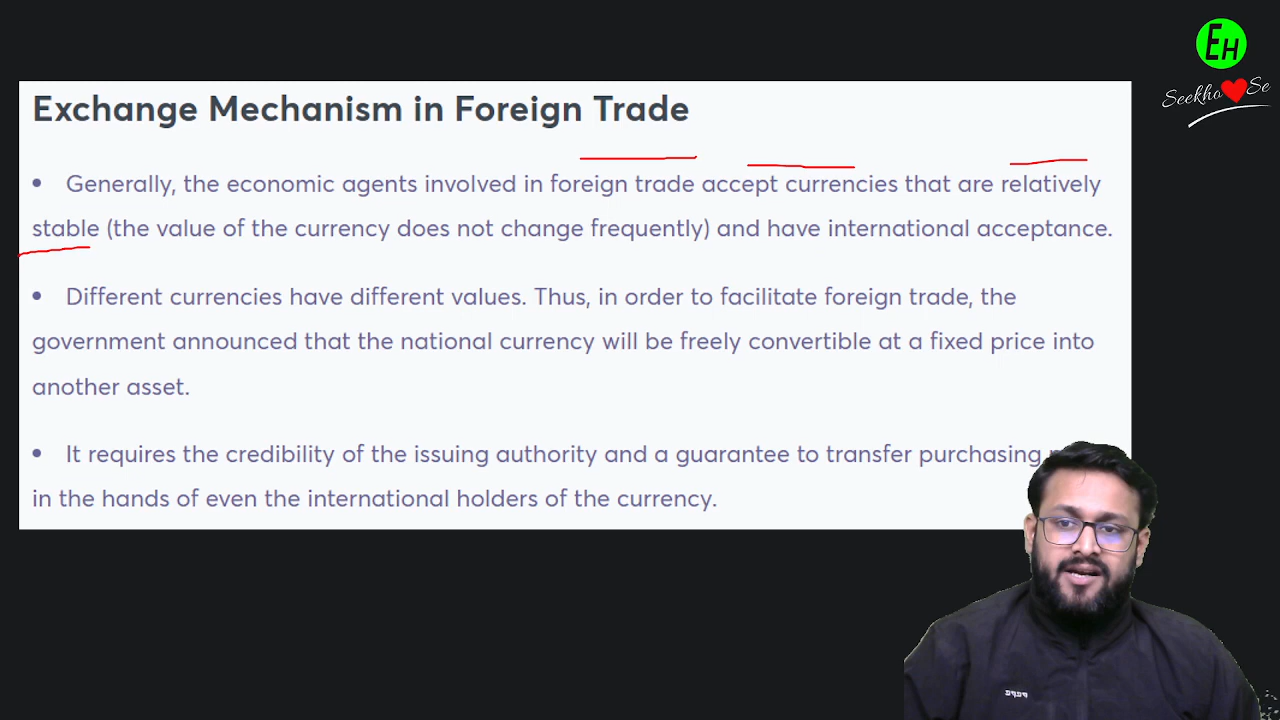 EH
Seekho Se
Exchange Mechanism in Foreign Trade
• Generally, the economic agents involved in foreign trade accept currencies that are relatively
stable (the value of the currency does not change frequently) and have international acceptance.
• Different currencies have different values. Thus, in order to facilitate foreign trade, the
government announced that the national currency will be freely convertible at a fixed price into
another asset.
• It requires the credibility of the issuing authority and a guarantee to transfer purchasing
in the hands of even the international holders of the currency.